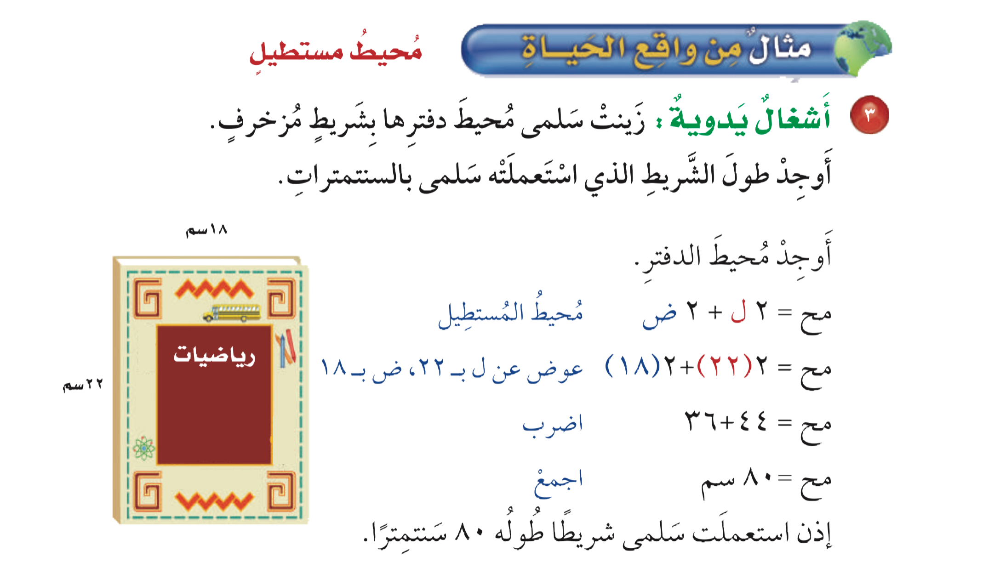 مثالٌ مِن واقِعِ الحَياةِ
مُحيطُ مستطيلٍ
٣ أَشغالٌ يَدويةٌ : زَينتْ سَلمى مُحيطَ دفترِها بِشَريطٍ مُزخرفٍ.
أَوجِدْ طولَ الشَّريطِ الذي اسْتَعملَتْه سَلمى بالسنتمتراتِ.
١٨سم
أَوجِدْ مُحيطَ الدفترِ.
مح = ٢ ل + ٢ ض مُحيطُ المُستطِيل
رياضيات
مح = ٢(٢٢)+٢(١٨) عوض عن ل بـ ٢٢، ض بـ ١٨
٢٢سم
مح = ٤٤+٣٦ اضرب
مح =٨٠ سم اجمعْ
إذن استعملَت سَلمى شريطًا طُولُه ٨٠ سَنتمِترًا.